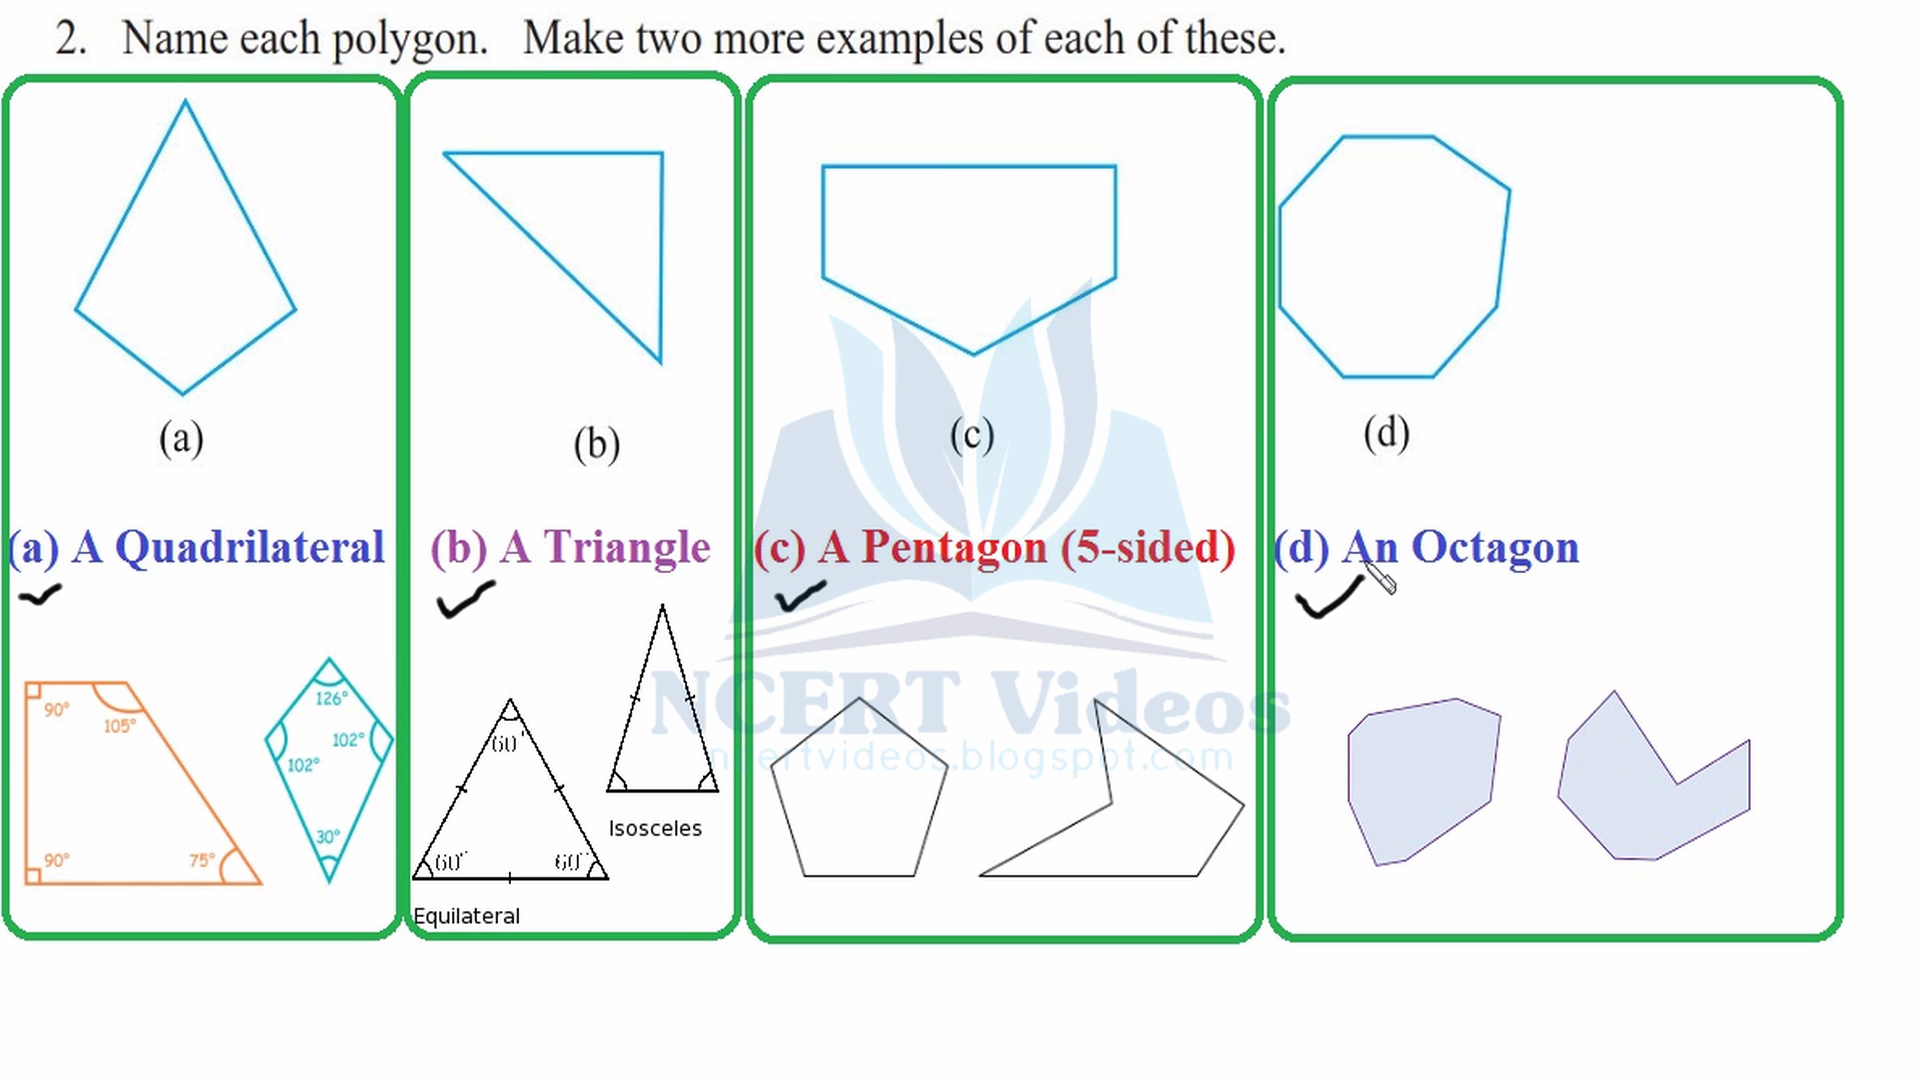 2. Name each polygon. Make two more examples of each of these.
(a)
(b)
(c)
(d)
(a) A Quadrilateral
(b) A Triangle
(c) A Pentagon (5-sided)
(d) An Octagon
90°
105°
90°
75°
126°
102°
102°
30°
60°
60°
60°
Equilateral
Isosceles
NCERT Videos
ncertvideos.blogspot.com